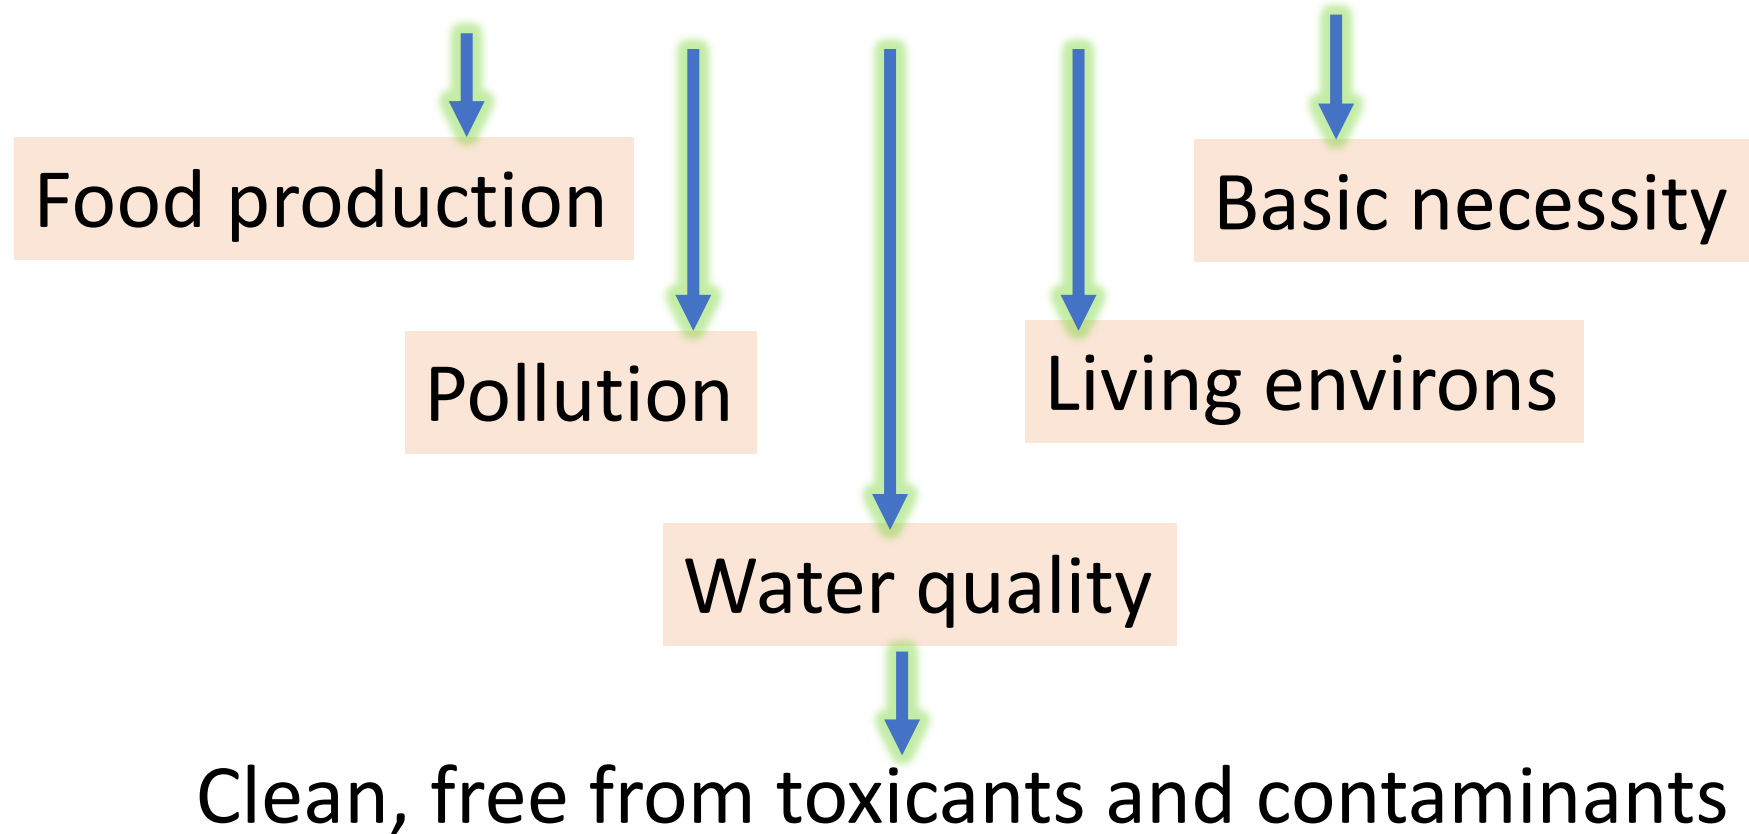 Food production
Basic necessity
Pollution
Living environs
Water quality
Clean, free from toxicants and contaminants